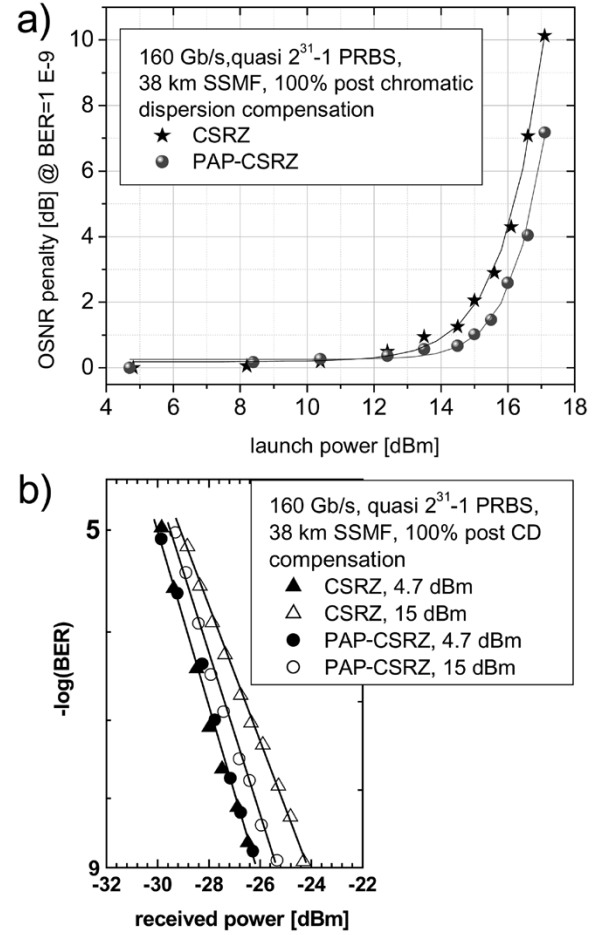 a)
OSNR penalty [dB] @ BER=1 E-9
10
8
6
4
2
0
160 Gb/s,quasi 2³¹-1 PRBS,
38 km SSMF, 100% post chromatic
dispersion compensation
CSRZ
PAP-CSRZ
4 6 8 10 12 14 16 18
launch power [dBm]
b)
-log(BER)
5
9
160 Gb/s, quasi 2³¹-1 PRBS,
38 km SSMF, 100% post CD
compensation
CSRZ, 4.7 dBm
CSRZ, 15 dBm
PAP-CSRZ, 4.7 dBm
PAP-CSRZ, 15 dBm
-32 -30 -28 -26 -24 -22
received power [dBm]